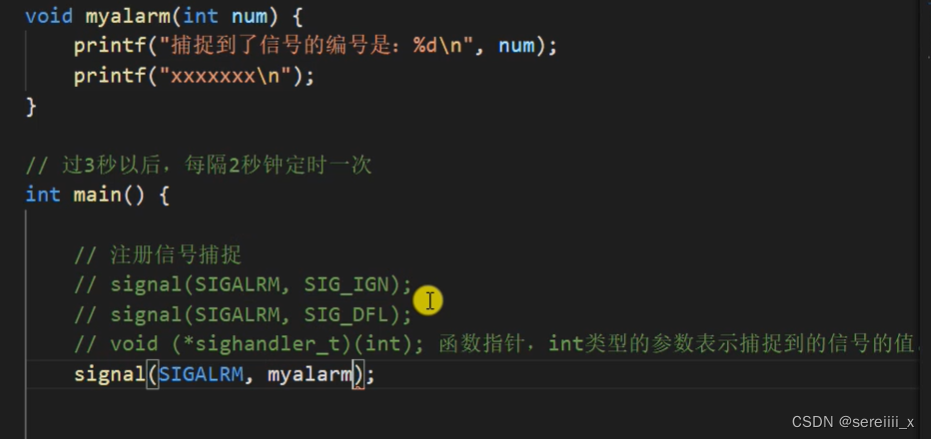 void myalarm(int num) {
    printf("捕捉到了信号的编号是：%d\n", num);
    printf("xxxxxxx\n");
}
// 过3秒以后，每隔2秒钟定时一次
int main() {
    // 注册信号捕捉
    // signal(SIGALRM, SIG_IGN);
    // signal(SIGALRM, SIG_DFL);
    // void (*sighandler_t)(int); 函数指针，int类型的参数表示捕捉到的信号的值。
    signal(SIGALRM, myalarm);
CSDN @sereiiii_x